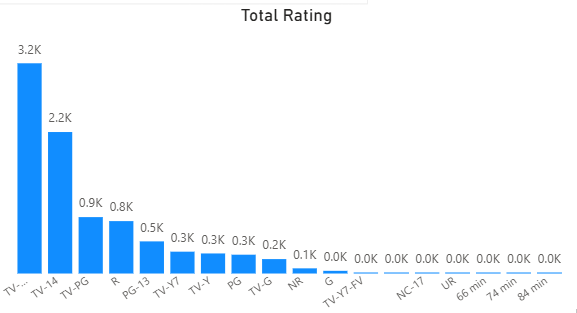 Total Rating
3.2K
2.2K
0.9K
0.8K
0.5K
0.3K
0.3K
0.3K
0.2K
0.1K
0.0K
0.0K
0.0K
0.0K
0.0K
0.0K
0.0K
0.0K
TV-...
TV-14
TV-PG
R
PG-13
TV-Y7
TV-Y
PG
TV-G
NR
G
TV-Y7-FV
NC-17
UR
66 min
74 min
84 min